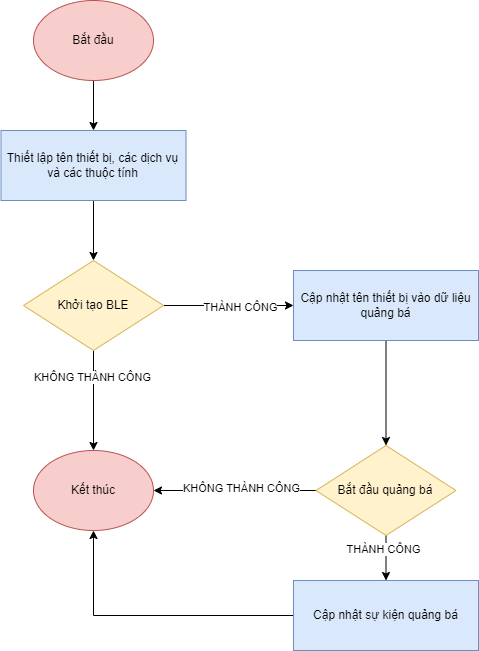 Bắt đầu
Thiết lập tên thiết bị, các dịch vụ
và các thuộc tính
Khởi tạo BLE
THÀNH CÔNG
Cập nhật tên thiết bị vào dữ liệu
quảng bá
KHÔNG THÀNH CÔNG
Kết thúc
KHÔNG THÀNH CÔNG
Bắt đầu quảng bá
THÀNH CÔNG
Cập nhật sự kiện quảng bá